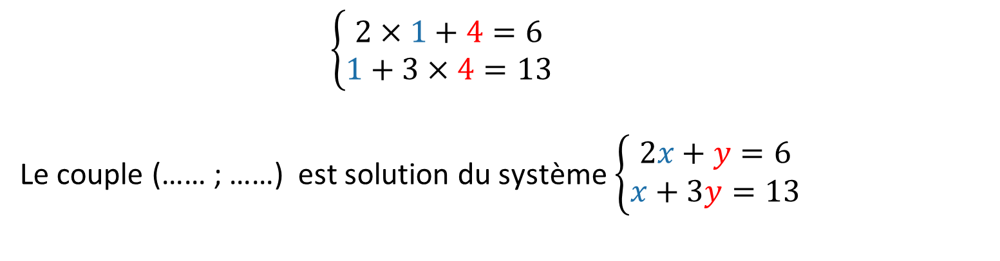 2 × 1 + 4 = 6
1 + 3 × 4 = 13
Le couple (…… ; ……) est solution du système
2x + y = 6
x + 3y = 13